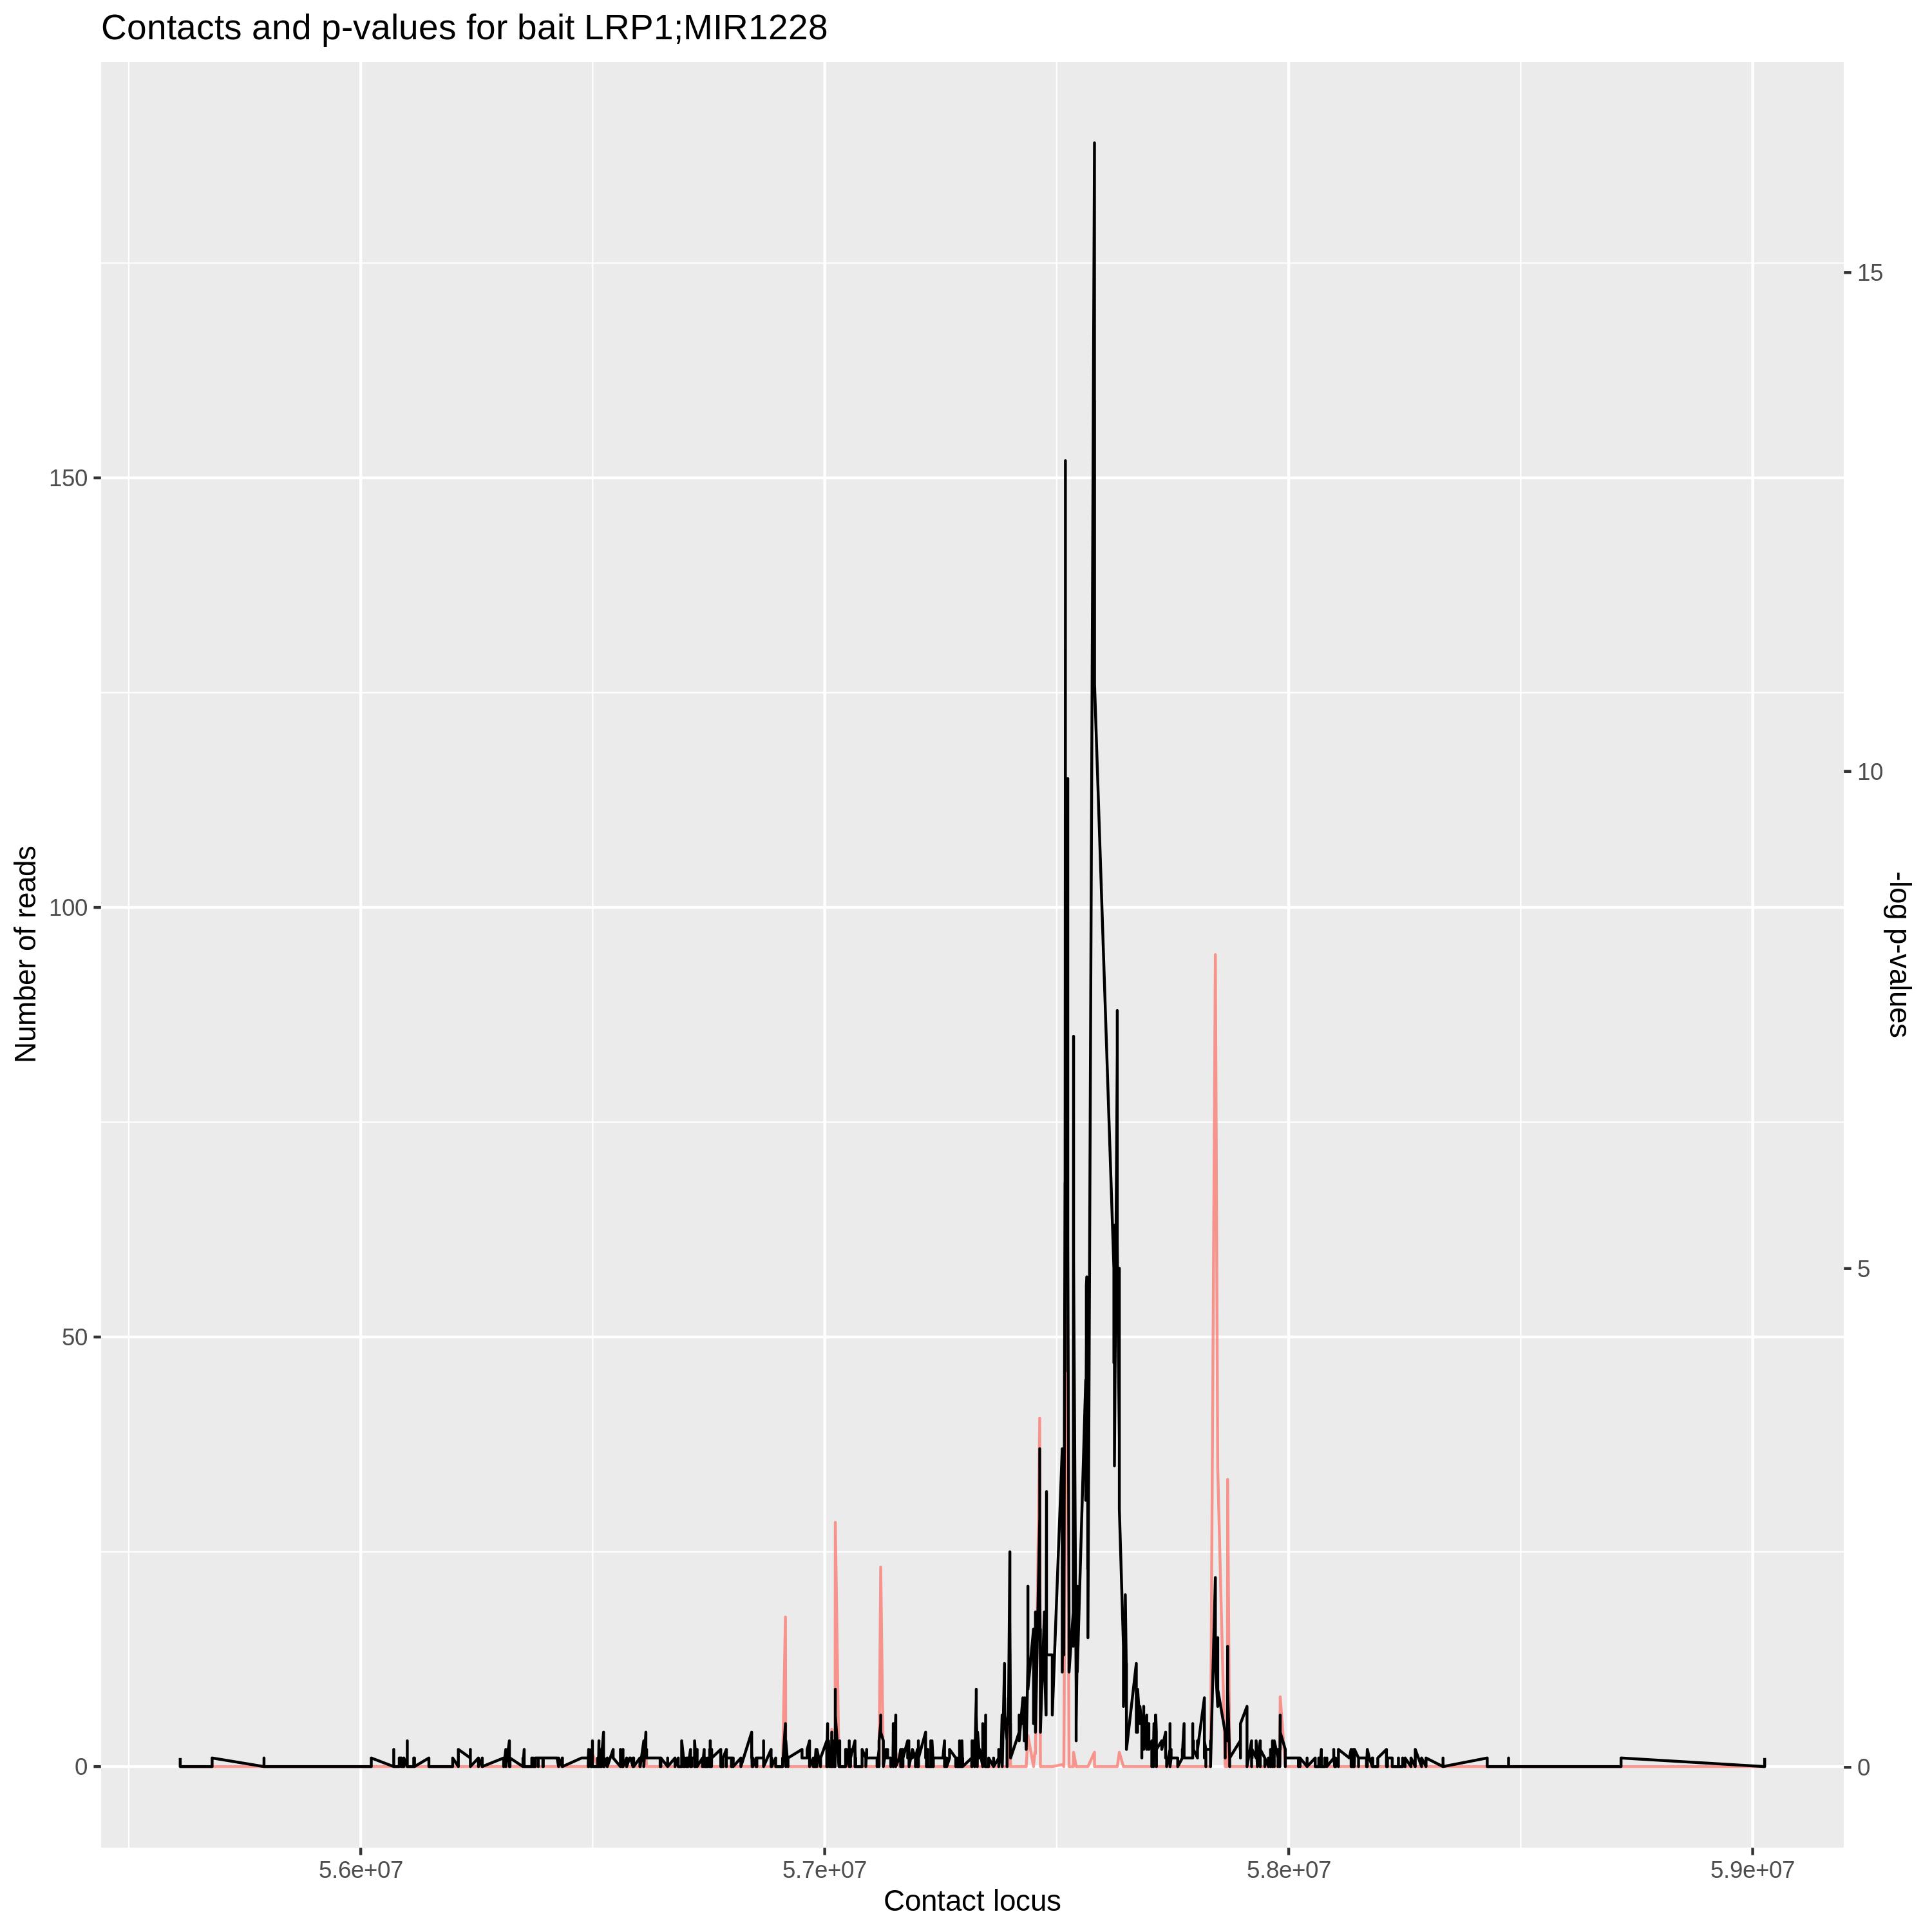 Contacts and p-values for bait LRP1;MIR1228
150
100
50
0
Number of reads
15
10
5
0
-log p-values
5.6e+07
5.7e+07
5.8e+07
5.9e+07
Contact locus